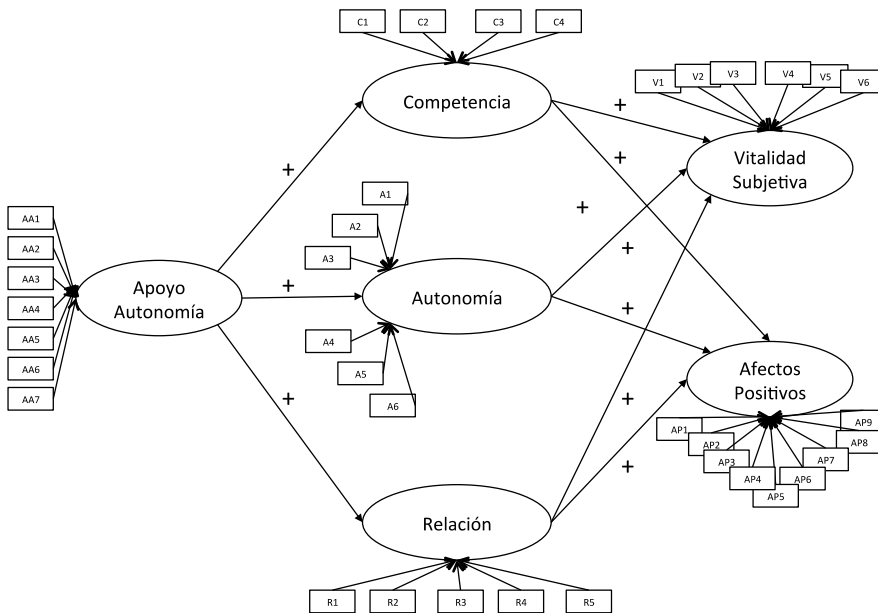 C1
C2
C3
C4
Competencia
V1
V2
V3
V4
V5
V6
Vitalidad
Subjetiva
+
+
+
+
+
+
+
+
+
AA1
AA2
AA3
AA4
AA5
AA6
AA7
Apoyo
Autonomía
A1
A2
A3
Autonomía
A4
A5
A6
Afectos
Positivos
AP1
AP2
AP3
AP4
AP5
AP6
AP7
AP8
AP9
Relación
R1
R2
R3
R4
R5